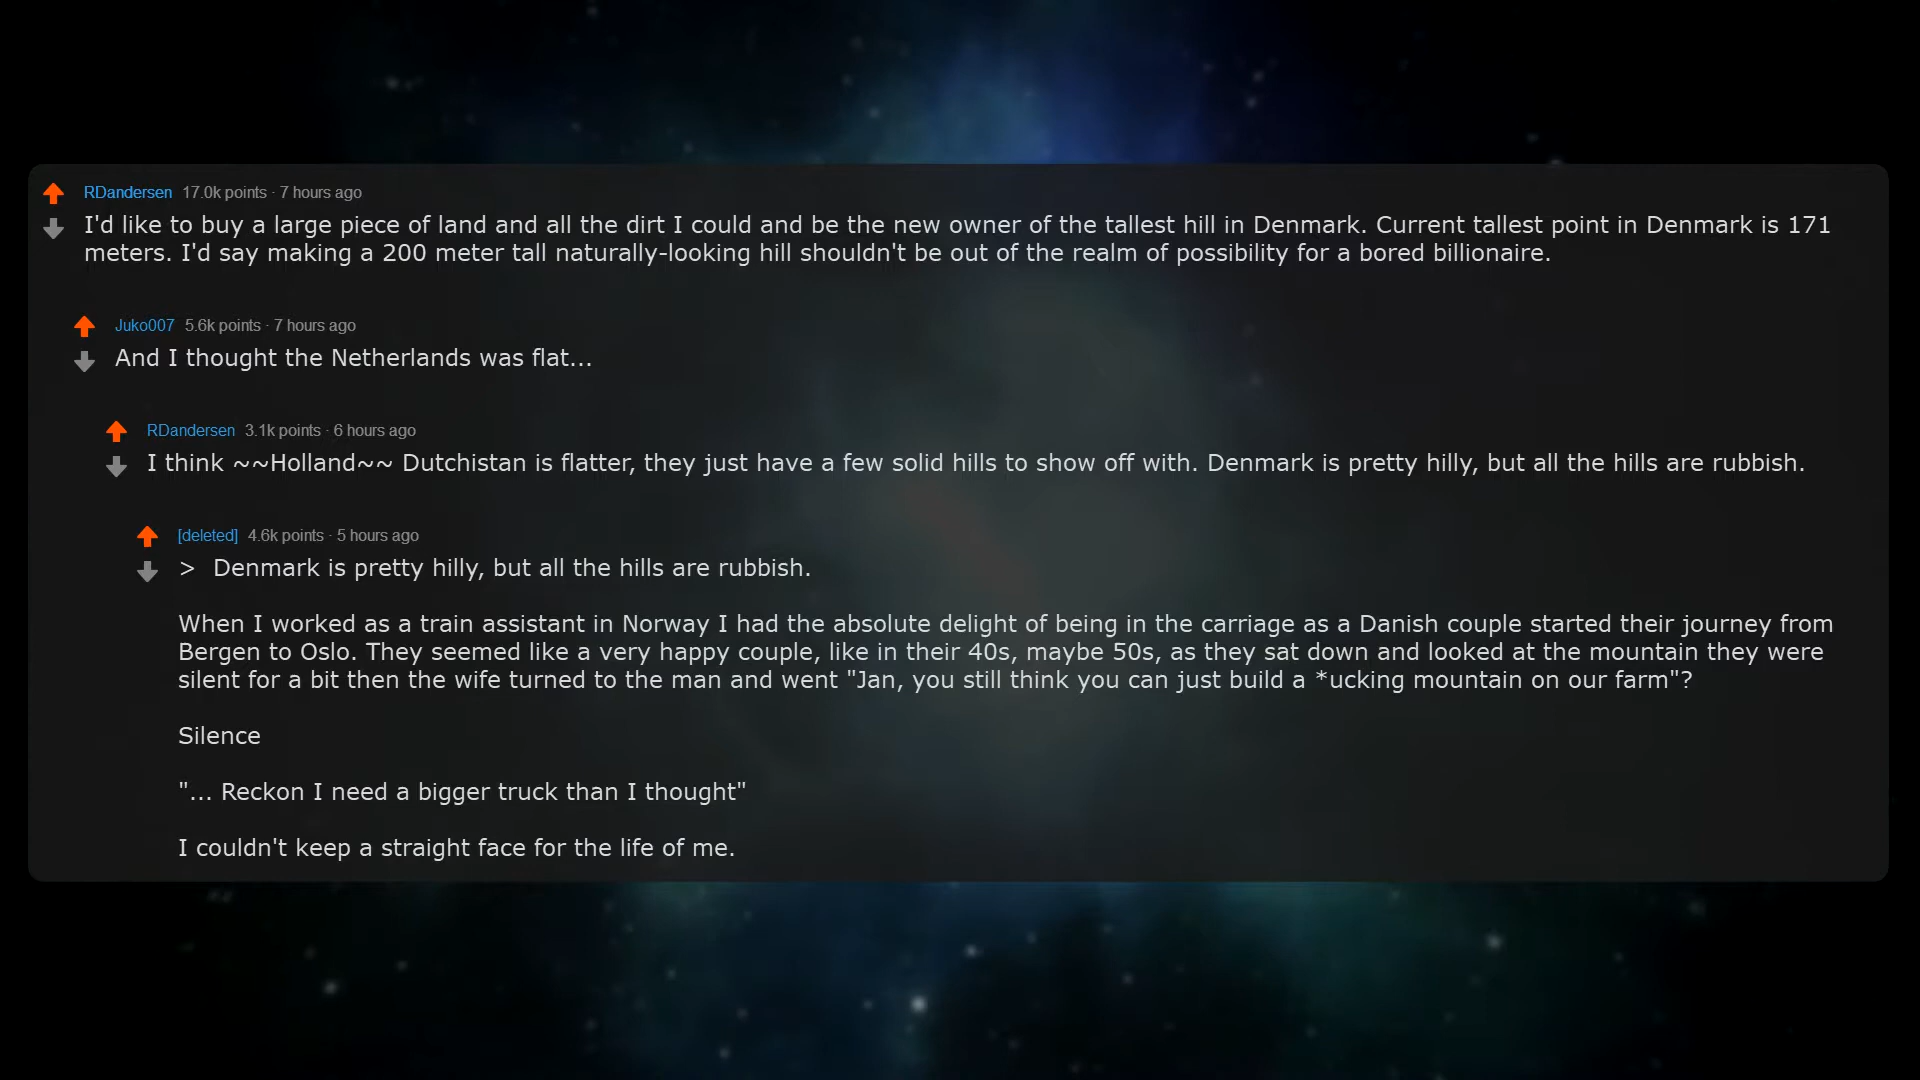 RDandersen 17.0k points · 7 hours ago
I'd like to buy a large piece of land and all the dirt I could and be the new owner of the tallest hill in Denmark. Current tallest point in Denmark is 171
meters. I'd say making a 200 meter tall naturally-looking hill shouldn't be out of the realm of possibility for a bored billionaire.
Juko007 5.6k points · 7 hours ago
And I thought the Netherlands was flat...
RDandersen 3.1k points · 6 hours ago
I think ~~Holland~~ Dutchistan is flatter, they just have a few solid hills to show off with. Denmark is pretty hilly, but all the hills are rubbish.
[deleted] 4.6k points · 5 hours ago
> Denmark is pretty hilly, but all the hills are rubbish.
When I worked as a train assistant in Norway I had the absolute delight of being in the carriage as a Danish couple started their journey from
Bergen to Oslo. They seemed like a very happy couple, like in their 40s, maybe 50s, as they sat down and looked at the mountain they were
silent for a bit then the wife turned to the man and went "Jan, you still think you can just build a *ucking mountain on our farm"?
Silence
"... Reckon I need a bigger truck than I thought"
I couldn't keep a straight face for the life of me.